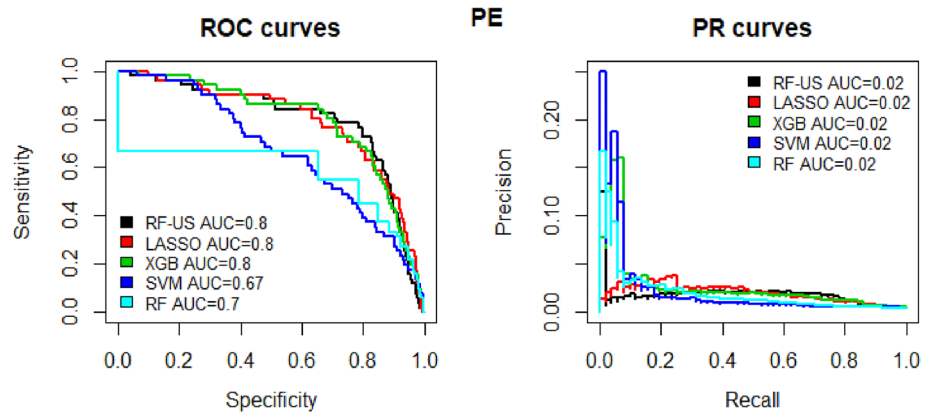 PE
ROC curves
1.0
0.8
0.6
0.4
0.2
0.0
Sensitivity
RF-US AUC=0.8
LASSO AUC=0.8
XGB AUC=0.8
SVM AUC=0.67
RF AUC=0.7
0.0 0.2 0.4 0.6 0.8 1.0
Specificity
PR curves
0.20
0.10
0.00
Precision
RF-US AUC=0.02
LASSO AUC=0.02
XGB AUC=0.02
SVM AUC=0.02
RF AUC=0.02
0.0 0.2 0.4 0.6 0.8 1.0
Recall